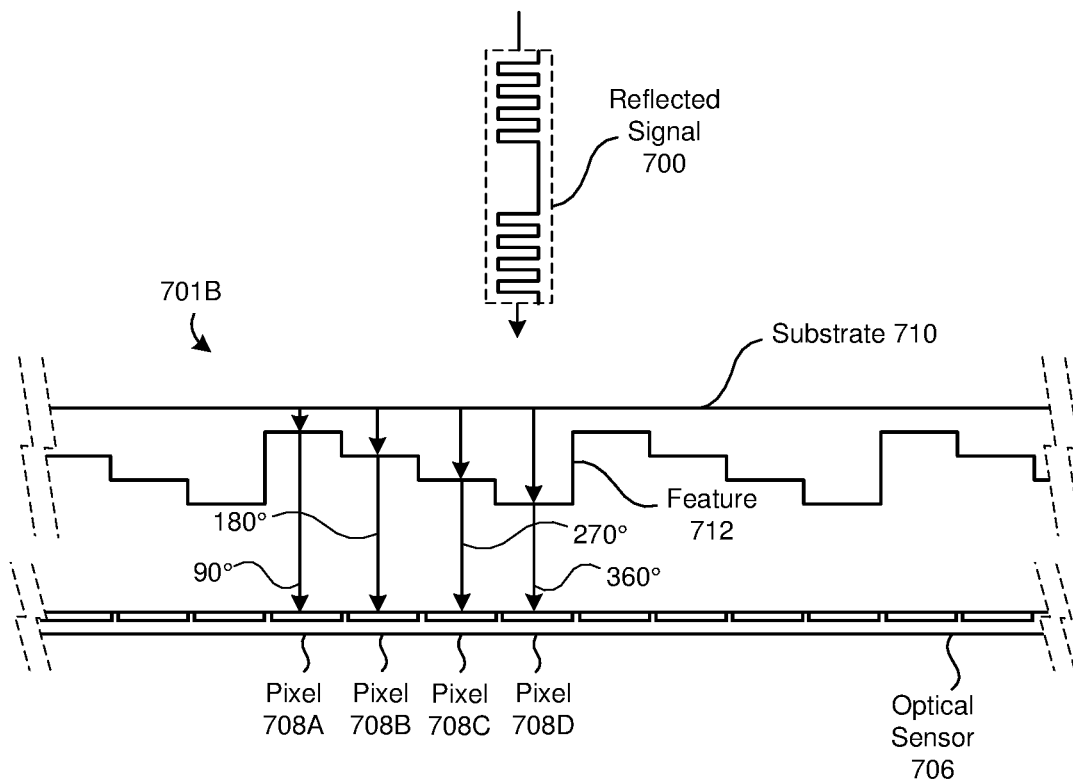 Reflected
Signal
700
701B
Substrate 710
Feature
712
180°
270°
90°
360°
Pixel
708A
Pixel
708B
Pixel
708C
Pixel
708D
Optical
Sensor
706